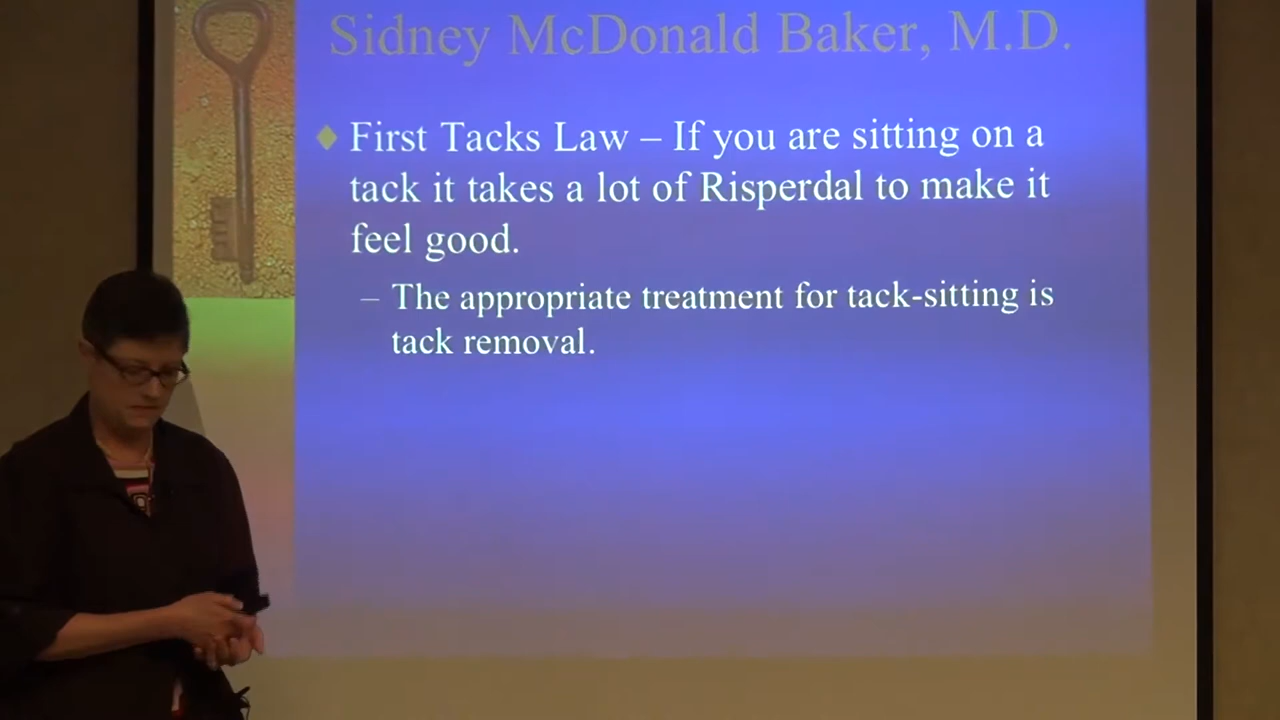 Sidney McDonald Baker, M.D.
First Tacks Law – If you are sitting on a
tack it takes a lot of Risperdal to make it
feel good.
– The appropriate treatment for tack-sitting is
tack removal.